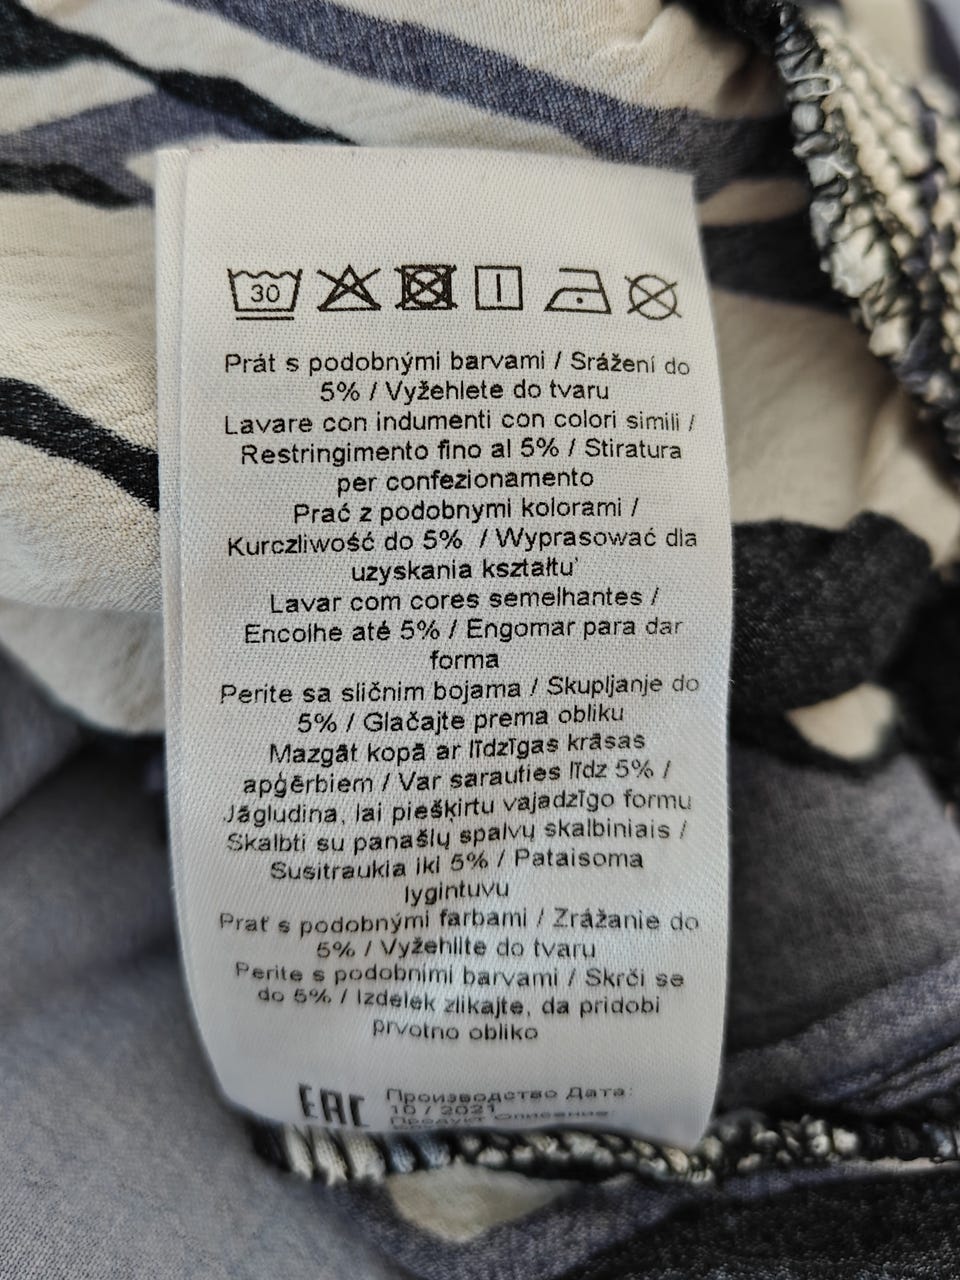 30
Prát s podobnými barvami / Srážení do
5% / Vyžehlete do tvaru
Lavare con indumenti con colori simili /
Restringimento fino al 5% / Stiratura
per confezionamento
Prać z podobnymi kolorami /
Kurczliwość do 5% / Wyprasować dla
uzyskania kształtu'
Lavar com cores semelhantes /
Encolhe até 5% / Engomar para dar
forma
Perite sa sličnim bojama / Skupljanje do
5% / Glačajte prema obliku
Mazgāt kopā ar līdzīgas krāsas
apģērbiem / Var sarauties līdz 5% /
Jāgludina, lai piešķirtu vajadzīgo formu
Skalbti su panašių spalvų skalbiniais /
Susitraukia iki 5% / Pataisoma
lygintuvu
Prať s podobnými farbami / Zrážanie do
5% / Vyžehlite do tvaru
Perite s podobnimi barvami / Skrči se
do 5% / Izdelek zlikajte, da pridobi
prvotno obliko
EAC Производство Дата:
10 / 2021
Продукт Описание: